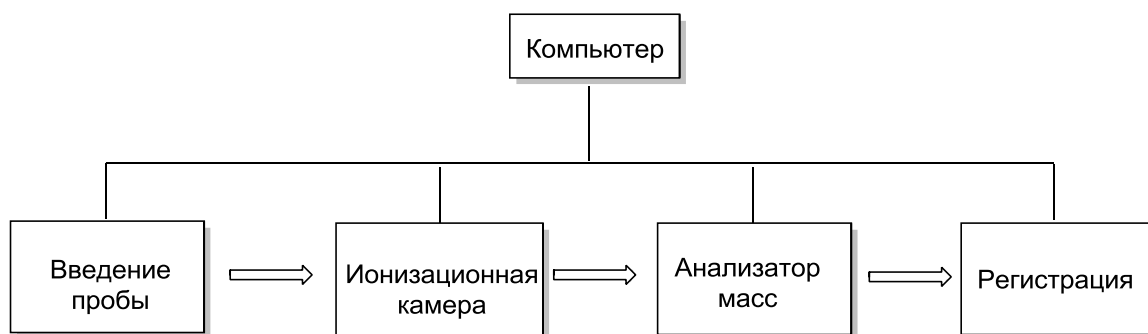 Компьютер
Введение
пробы
Ионизационная
камера
Анализатор
масс
Регистрация